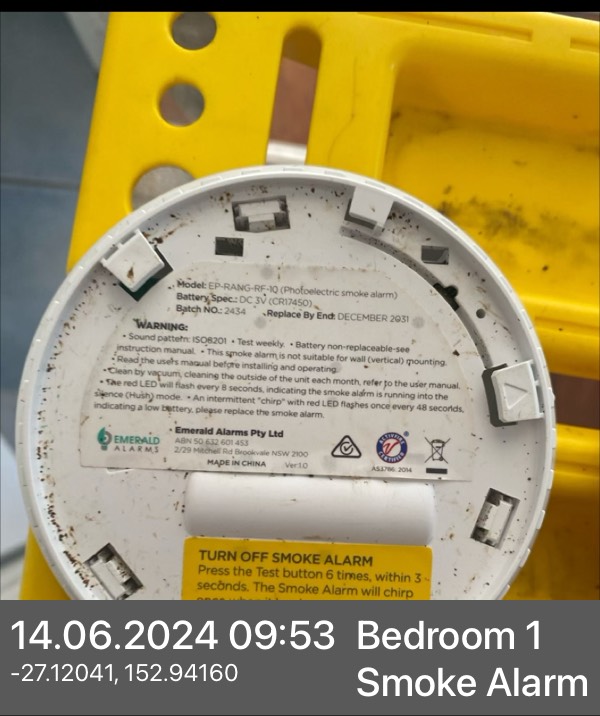 Model: EP-RANG-RF-IQ (Photoelectric smoke alarm)
Battery Spec.: DC 3V (CR17450)
Batch NO.: 2434 Replace By End: DECEMBER 2031
WARNING:
• Sound pattern: ISO8201 • Test weekly. • Battery non-replaceable-see
instruction manual. • This smoke alarm is not suitable for wall (vertical) mounting.
• Read the users manual before installing and operating.
• Clean by vacuum, cleaning the outside of the unit each month, refer to the user manual.
• The red LED will flash every 8 seconds, indicating the smoke alarm is running into the
silence (Hush) mode. • An intermittent "chirp" with red LED flashes once every 48 seconds,
indicating a low battery, please replace the smoke alarm.
EMERALD
ALARMS
Emerald Alarms Pty Ltd
ABN 50 632 601 453
2/29 Mitchell Rd Brookvale NSW 2100
MADE IN CHINA Ver:1.0
AS3786: 2014
TURN OFF SMOKE ALARM
Press the Test button 6 times, within 3
seconds. The Smoke Alarm will chirp
14.06.2024 09:53
-27.12041, 152.94160
Bedroom 1
Smoke Alarm